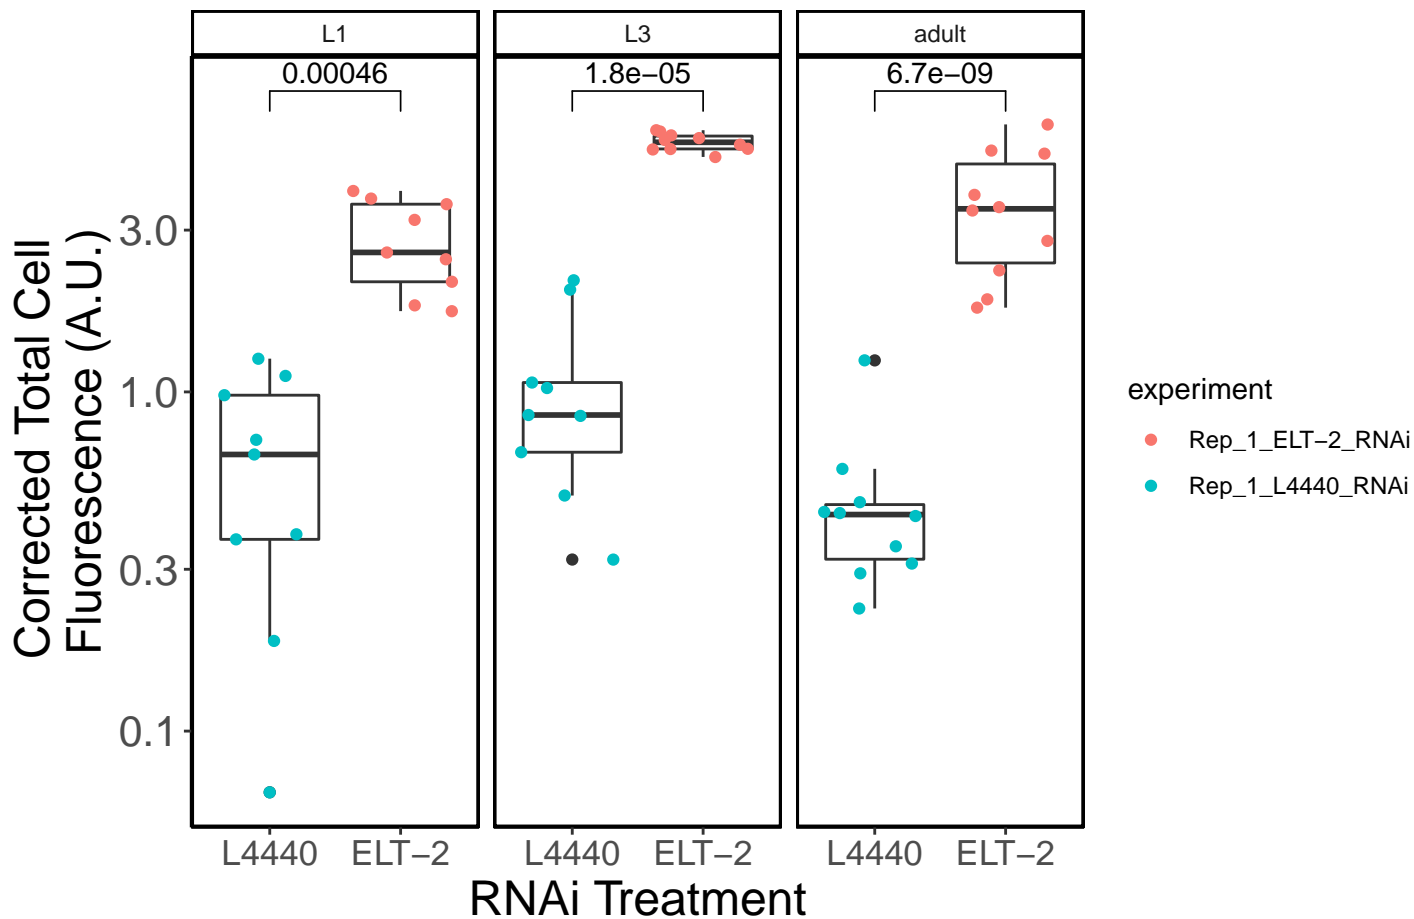 L1
L3
adult
0.00046
1.8e−05
6.7e−09
Corrected Total Cell
Fluorescence (A.U.)
3.0
1.0
0.3
0.1
L4440
ELT−2
L4440
ELT−2
L4440
ELT−2
RNAi Treatment
experiment
Rep_1_ELT−2_RNAi
Rep_1_L4440_RNAi